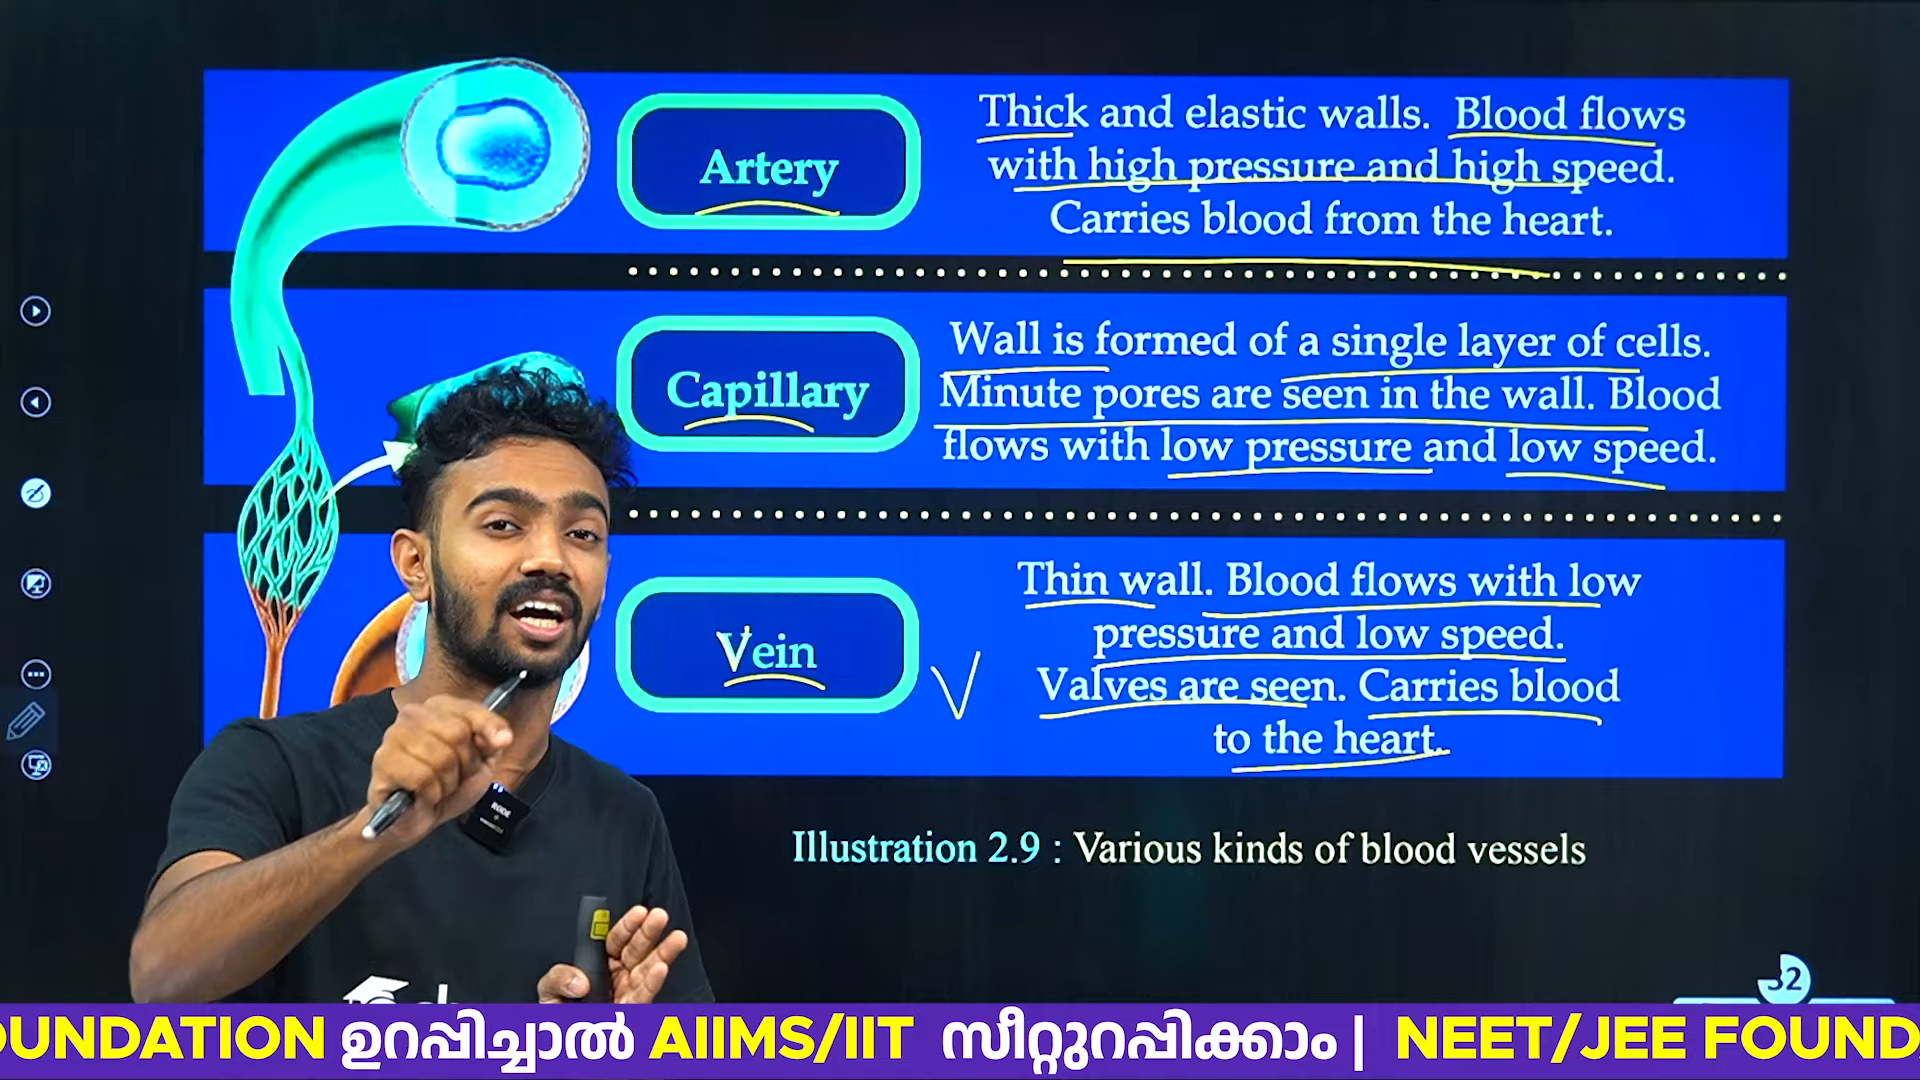 Artery
Thick and elastic walls. Blood flows
with high pressure and high speed.
Carries blood from the heart.
Capillary
Wall is formed of a single layer of cells.
Minute pores are seen in the wall. Blood
flows with low pressure and low speed.
Vein
Thin wall. Blood flows with low
pressure and low speed.
Valves are seen. Carries blood
to the heart.
Illustration 2.9 : Various kinds of blood vessels
32
OUNDATION ഉറപ്പിച്ചാൽ AIIMS/IIT സീറ്റുറപ്പിക്കാം | NEET/JEE FOUND